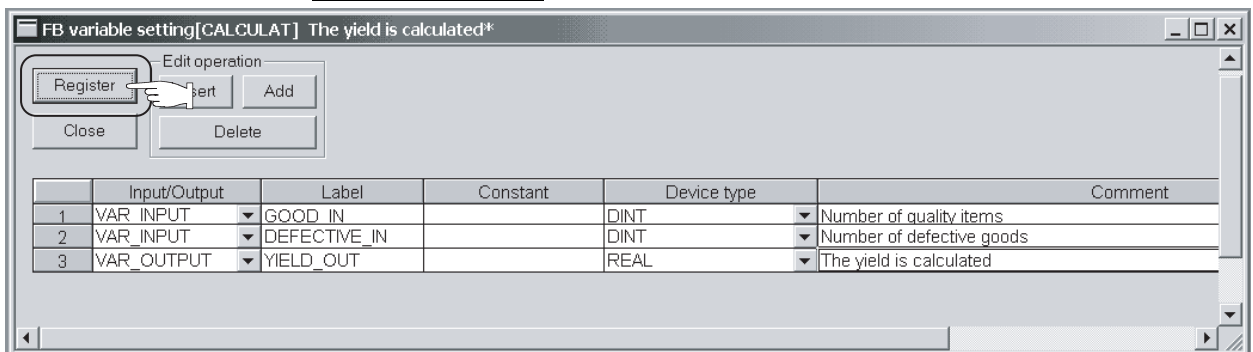 FB variable setting[CALCULAT] The yield is calculated*
Edit operation
Register sert Add
Close Delete
Input/Output Label Constant Device type Comment
1 VAR_INPUT GOOD_IN DINT Number of quality items
2 VAR_INPUT DEFECTIVE_IN DINT Number of defective goods
3 VAR_OUTPUT YIELD_OUT REAL The yield is calculated